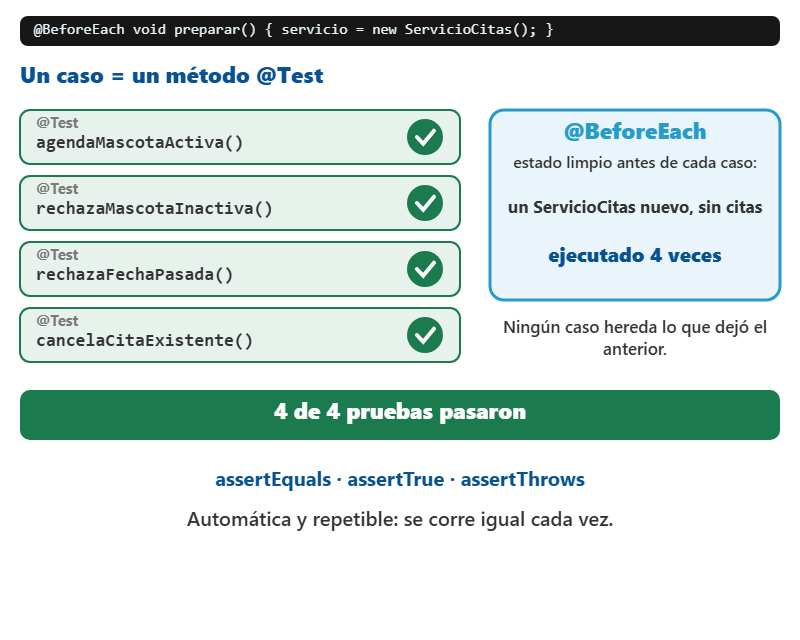 @BeforeEach void preparar() { servicio = new ServicioCitas(); }
Un caso = un método @Test
@Test
agendaMascotaActiva()
@Test
rechazaMascotaInactiva()
@Test
rechazaFechaPasada()
@Test
cancelaCitaExistente()
@BeforeEach
estado limpio antes de cada caso:
un ServicioCitas nuevo, sin citas
ejecutado 4 veces
Ningún caso hereda lo que dejó el
anterior.
4 de 4 pruebas pasaron
assertEquals · assertTrue · assertThrows
Automática y repetible: se corre igual cada vez.